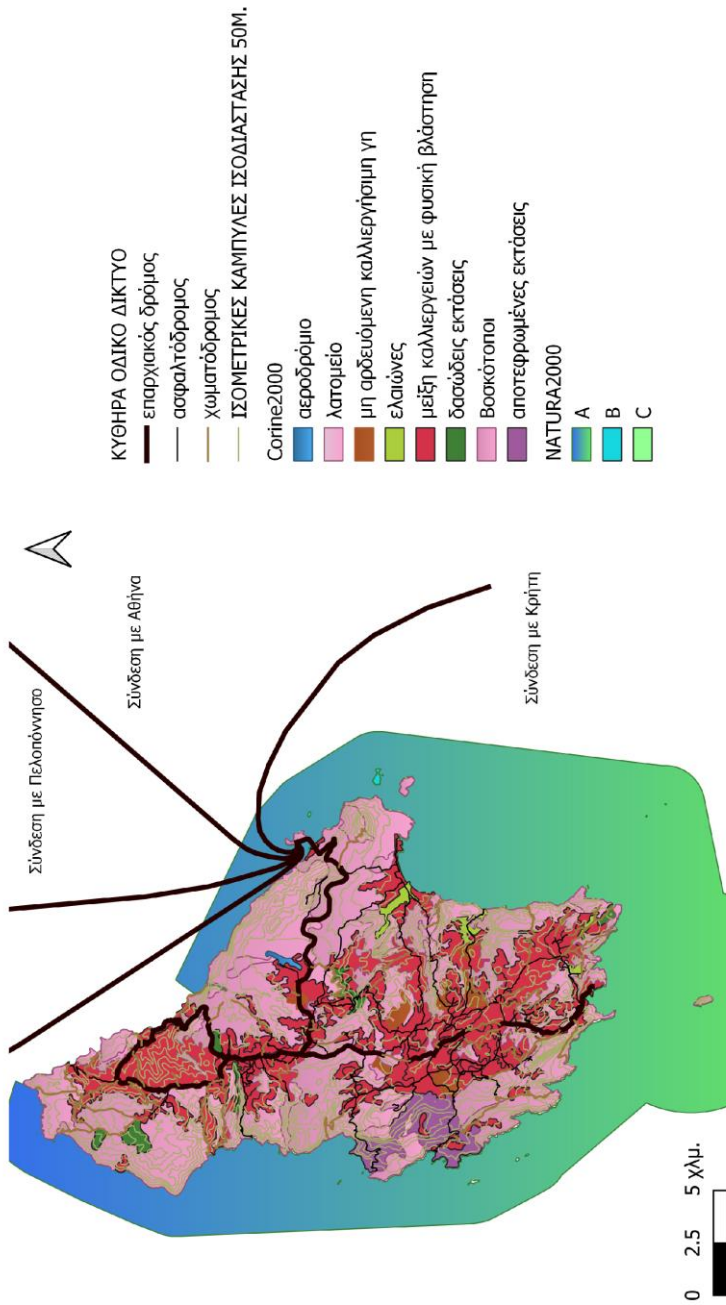 Σύνδεση με Πελοπόννησο
Σύνδεση με Αθήνα
Σύνδεση με Κρήτη
ΚΥΘΗΡΑ ΟΔΙΚΟ ΔΙΚΤΥΟ
επαρχιακός δρόμος
ασφαλτόδρομος
χωματόδρομος
ΙΣΟΜΕΤΡΙΚΕΣ ΚΑΜΠΥΛΕΣ ΙΣΟΔΙΑΣΤΑΣΗΣ 50Μ.
Corine2000
αεροδρόμιο
λατομείο
μη αρδευόμενη καλλιεργήσιμη γη
ελαιώνες
μείξη καλλιεργειών με φυσική βλάστηση
δασώδεις εκτάσεις
Βοσκότοποι
αποτεφρωμένες εκτάσεις
NATURA2000
A
B
C
0 2.5 5 χλμ.